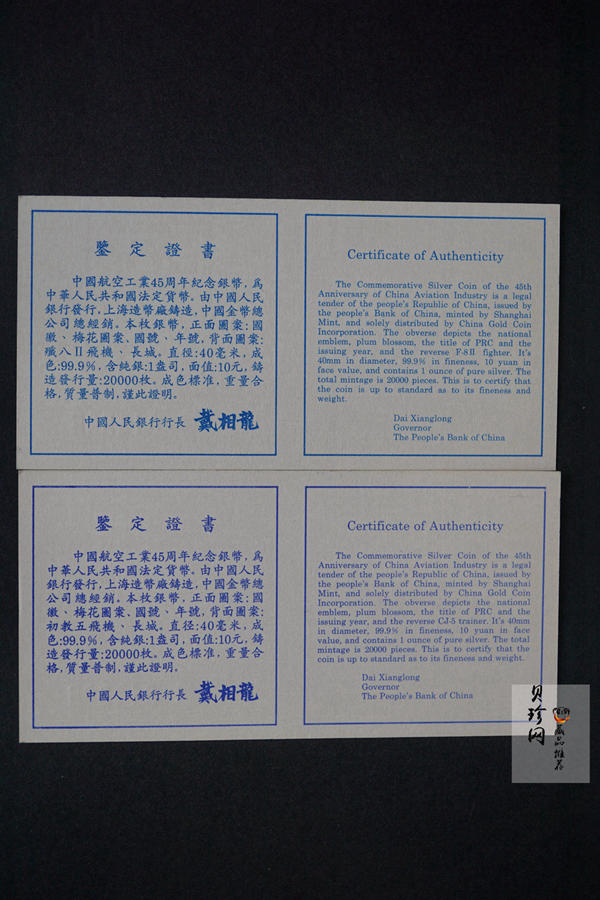 鑒定證書
中國航空工業45周年紀念銀幣，爲
中華人民共和國法定貨幣。由中國人民
銀行發行，上海造幣廠鑄造，中國金幣總
公司總經銷。本枚銀幣，正面圖案：國
徽、梅花圖案、國號、年號，背面圖案：
殲八II飛機、長城。直徑：40毫米，成
色：99.9%，含純銀：1盎司，面值：10元，鑄
造發行量：20000枚。成色標准，重量合
格，質量普制，謹此證明。
中國人民銀行行長 戴相龍
Certificate of Authenticity
The Commemorative Silver Coin of the 45th
Anniversary of China Aviation Industry is a legal
tender of the people's Republic of China, issued by
the people's Bank of China, minted by Shanghai
Mint, and solely distributed by China Gold Coin
Incorporation. The obverse depicts the national
emblem, plum blossom, the title of PRC and the
issuing year, and the reverse F-8II fighter. It's
40mm in diameter, 99.9% in fineness, 10 yuan in
face value, and contains 1 ounce of pure silver. The
total mintage is 20000 pieces. This is to certify that
the coin is up to standard as to its fineness and
weight.
Dai Xianglong
Governor
The People's Bank of China
鑒定證書
中國航空工業45周年紀念銀幣，爲
中華人民共和國法定貨幣。由中國人民
銀行發行，上海造幣廠鑄造，中國金幣總
公司總經銷。本枚銀幣，正面圖案：國
徽、梅花圖案、國號、年號，背面圖案：
初教五飛機、長城。直徑：40毫米，成
色：99.9%，含純銀：1盎司，面值：10元，鑄
造發行量：20000枚。成色標准，重量合
格，質量普制，謹此證明。
中國人民銀行行長 戴相龍
Certificate of Authenticity
The Commemorative Silver Coin of the 45th
Anniversary of China Aviation Industry is a legal
tender of the people's Republic of China, issued by
the people's Bank of China, minted by Shanghai
Mint, and solely distributed by China Gold Coin
Incorporation. The obverse depicts the national
emblem, plum blossom, the title of PRC and the
issuing year, and the reverse CJ-5 trainer. It's 40mm
in diameter, 99.9% in fineness, 10 yuan in face
value, and contains 1 ounce of pure silver. The total
mintage is 20000 pieces. This is to certify that the
coin is up to standard as to its fineness and weight.
Dai Xianglong
Governor
The People's Bank of China
贝珍网
藏品推荐